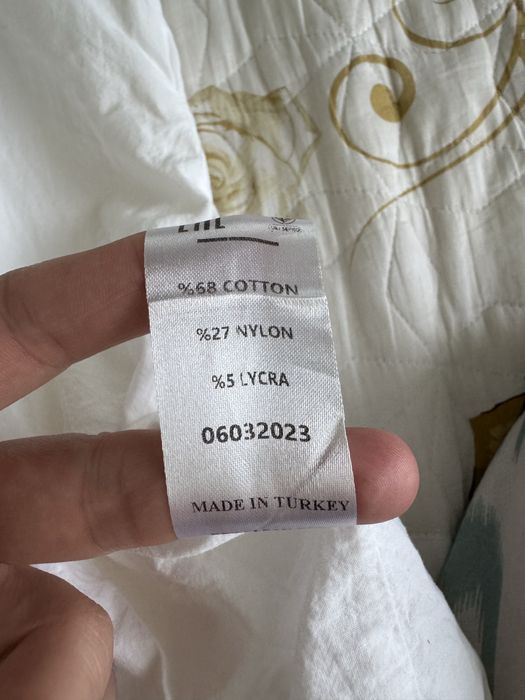 %68 COTTON
%27 NYLON
%5 LYCRA
06032023
MADE IN TURKEY